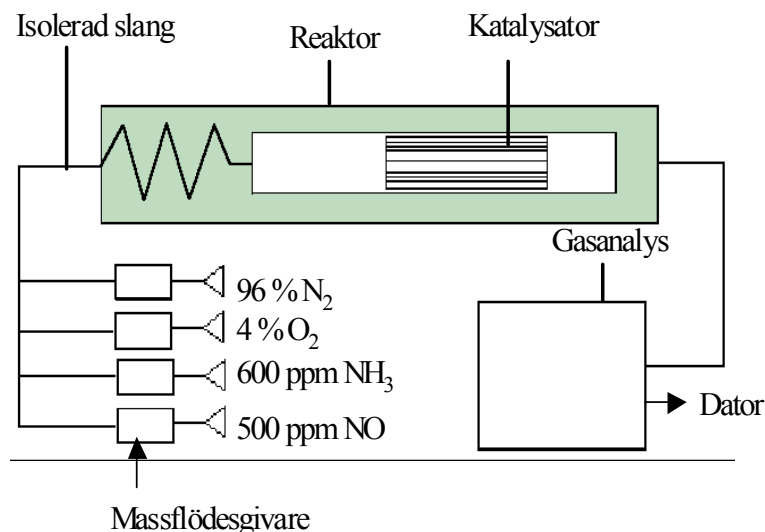 Isolerad slang
Reaktor
Katalysator
Gasanalys
96 % N₂
4 % O₂
600 ppm NH₃
500 ppm NO
Dator
Massflödesgivare